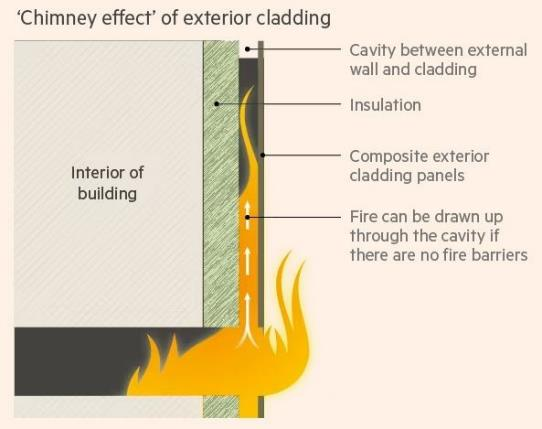 ‘Chimney effect’ of exterior cladding
Cavity between external
wall and cladding
Insulation
Interior of
building
Composite exterior
cladding panels
Fire can be drawn up
through the cavity if
there are no fire barriers